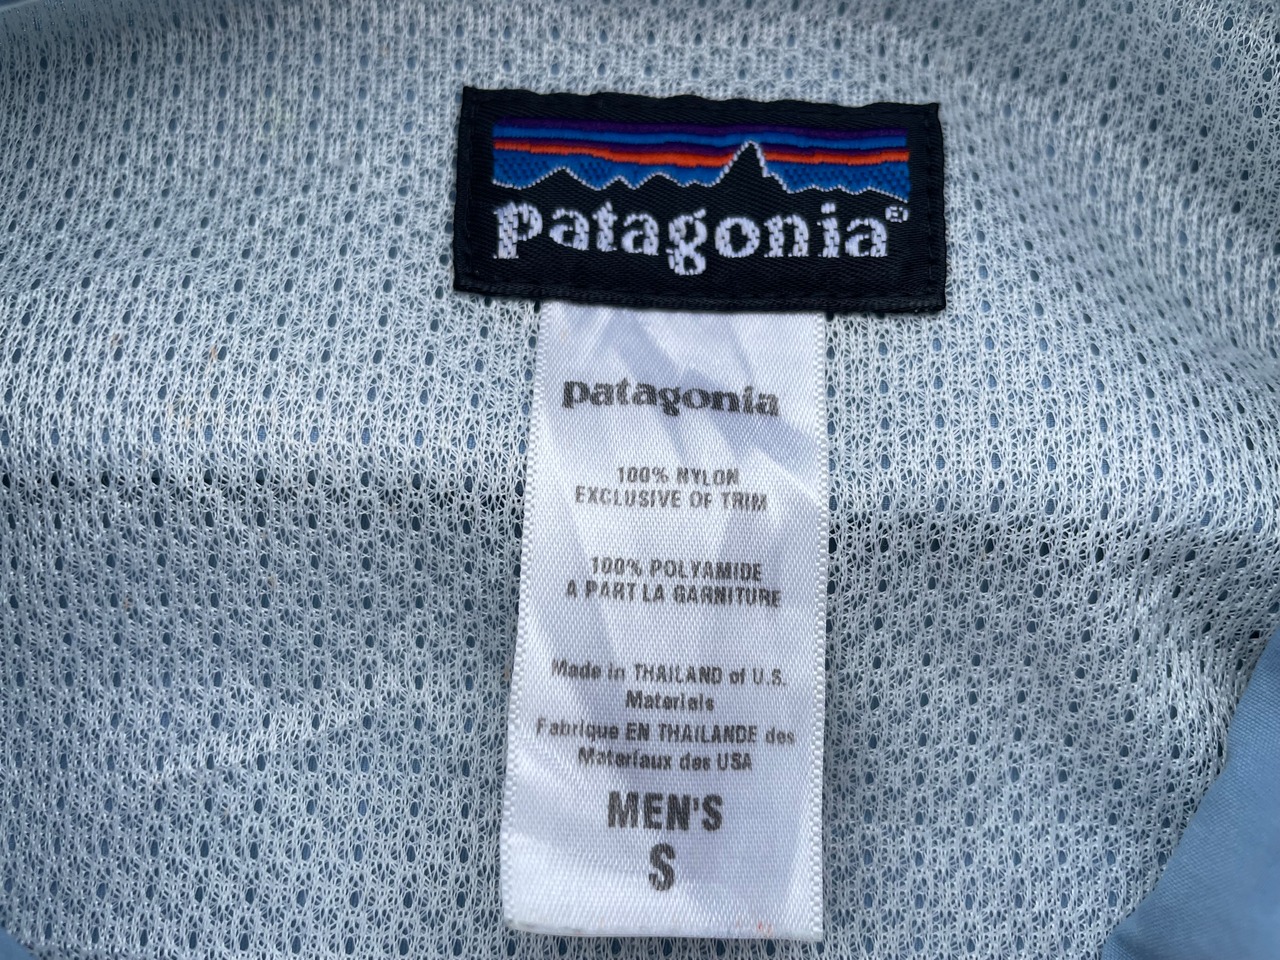 patagonia®
patagonia
100% NYLON
EXCLUSIVE OF TRIM
100% POLYAMIDE
A PART LA GARNITURE
Made in THAILAND of U.S.
Materials
Fabrique EN THAILANDE des
Materiaux des USA
MEN'S
S